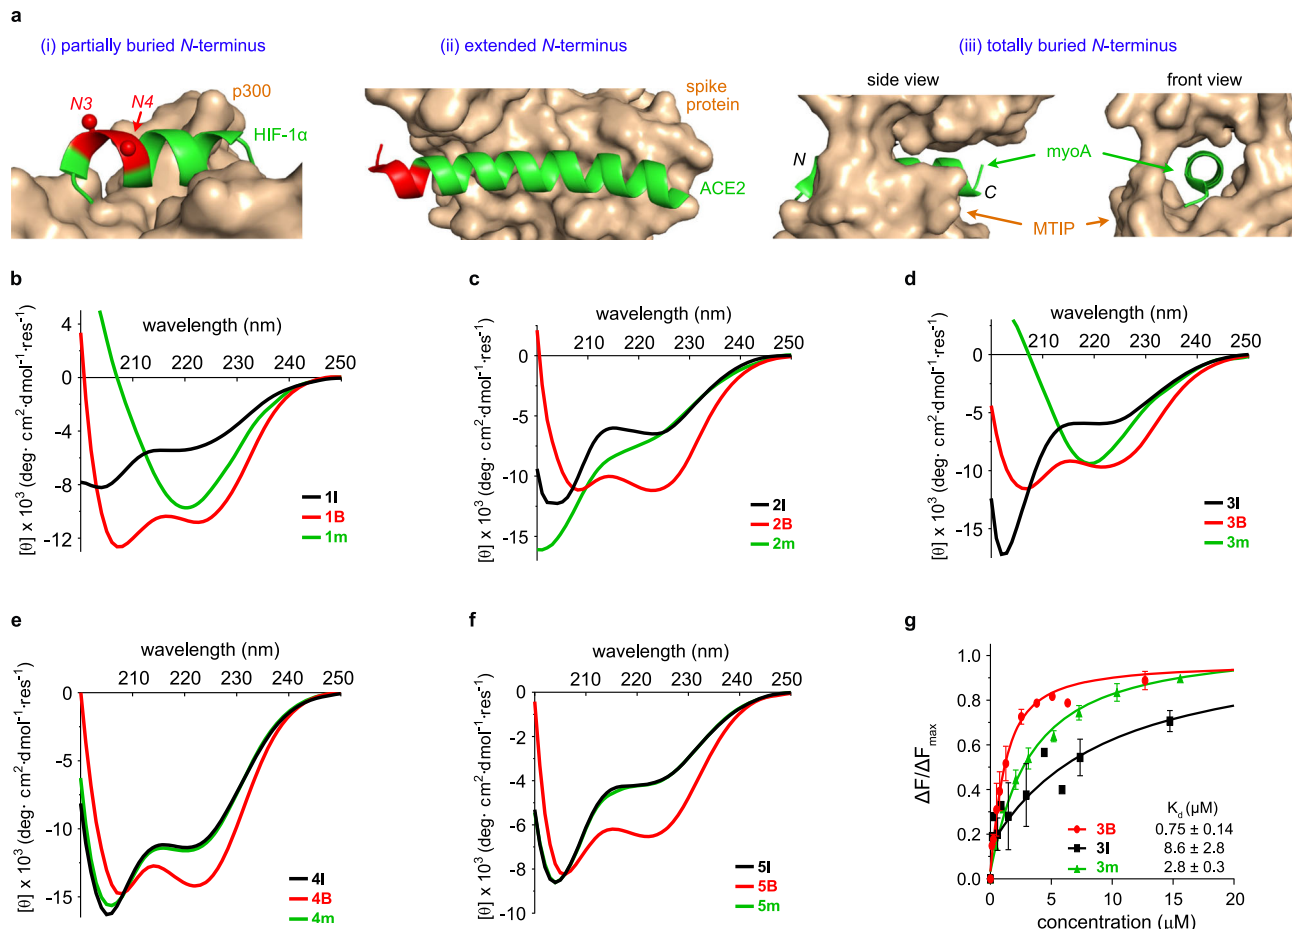 a
(i) partially buried N-terminus
(ii) extended N-terminus
(iii) totally buried N-terminus
side view
front view
N3
N4
p300
HIF-1α
spike
protein
ACE2
N
C
myoA
MTIP
b
wavelength (nm)
210 220 230 240 250
4
0
-4
-8
-12
[θ] x 10³ (deg· cm²·dmol⁻¹·res⁻¹)
1I
1B
1m
c
wavelength (nm)
210 220 230 240 250
0
-5
-10
-15
[θ] x 10³ (deg· cm²·dmol⁻¹·res⁻¹)
2I
2B
2m
d
wavelength (nm)
210 220 230 240 250
0
-5
-10
-15
[θ] x 10³ (deg· cm²·dmol⁻¹·res⁻¹)
3I
3B
3m
e
wavelength (nm)
210 220 230 240 250
0
-5
-10
-15
[θ] x 10³ (deg· cm²·dmol⁻¹·res⁻¹)
4I
4B
4m
f
wavelength (nm)
210 220 230 240 250
0
-2
-4
-6
-8
-10
[θ] x 10³ (deg· cm²·dmol⁻¹·res⁻¹)
5I
5B
5m
g
1.0
0.8
0.6
0.4
0.2
0.0
ΔF/ΔFmax
Kd (μM)
3B 0.75 ± 0.14
3I 8.6 ± 2.8
3m 2.8 ± 0.3
0 5 10 15 20
concentration (μM)